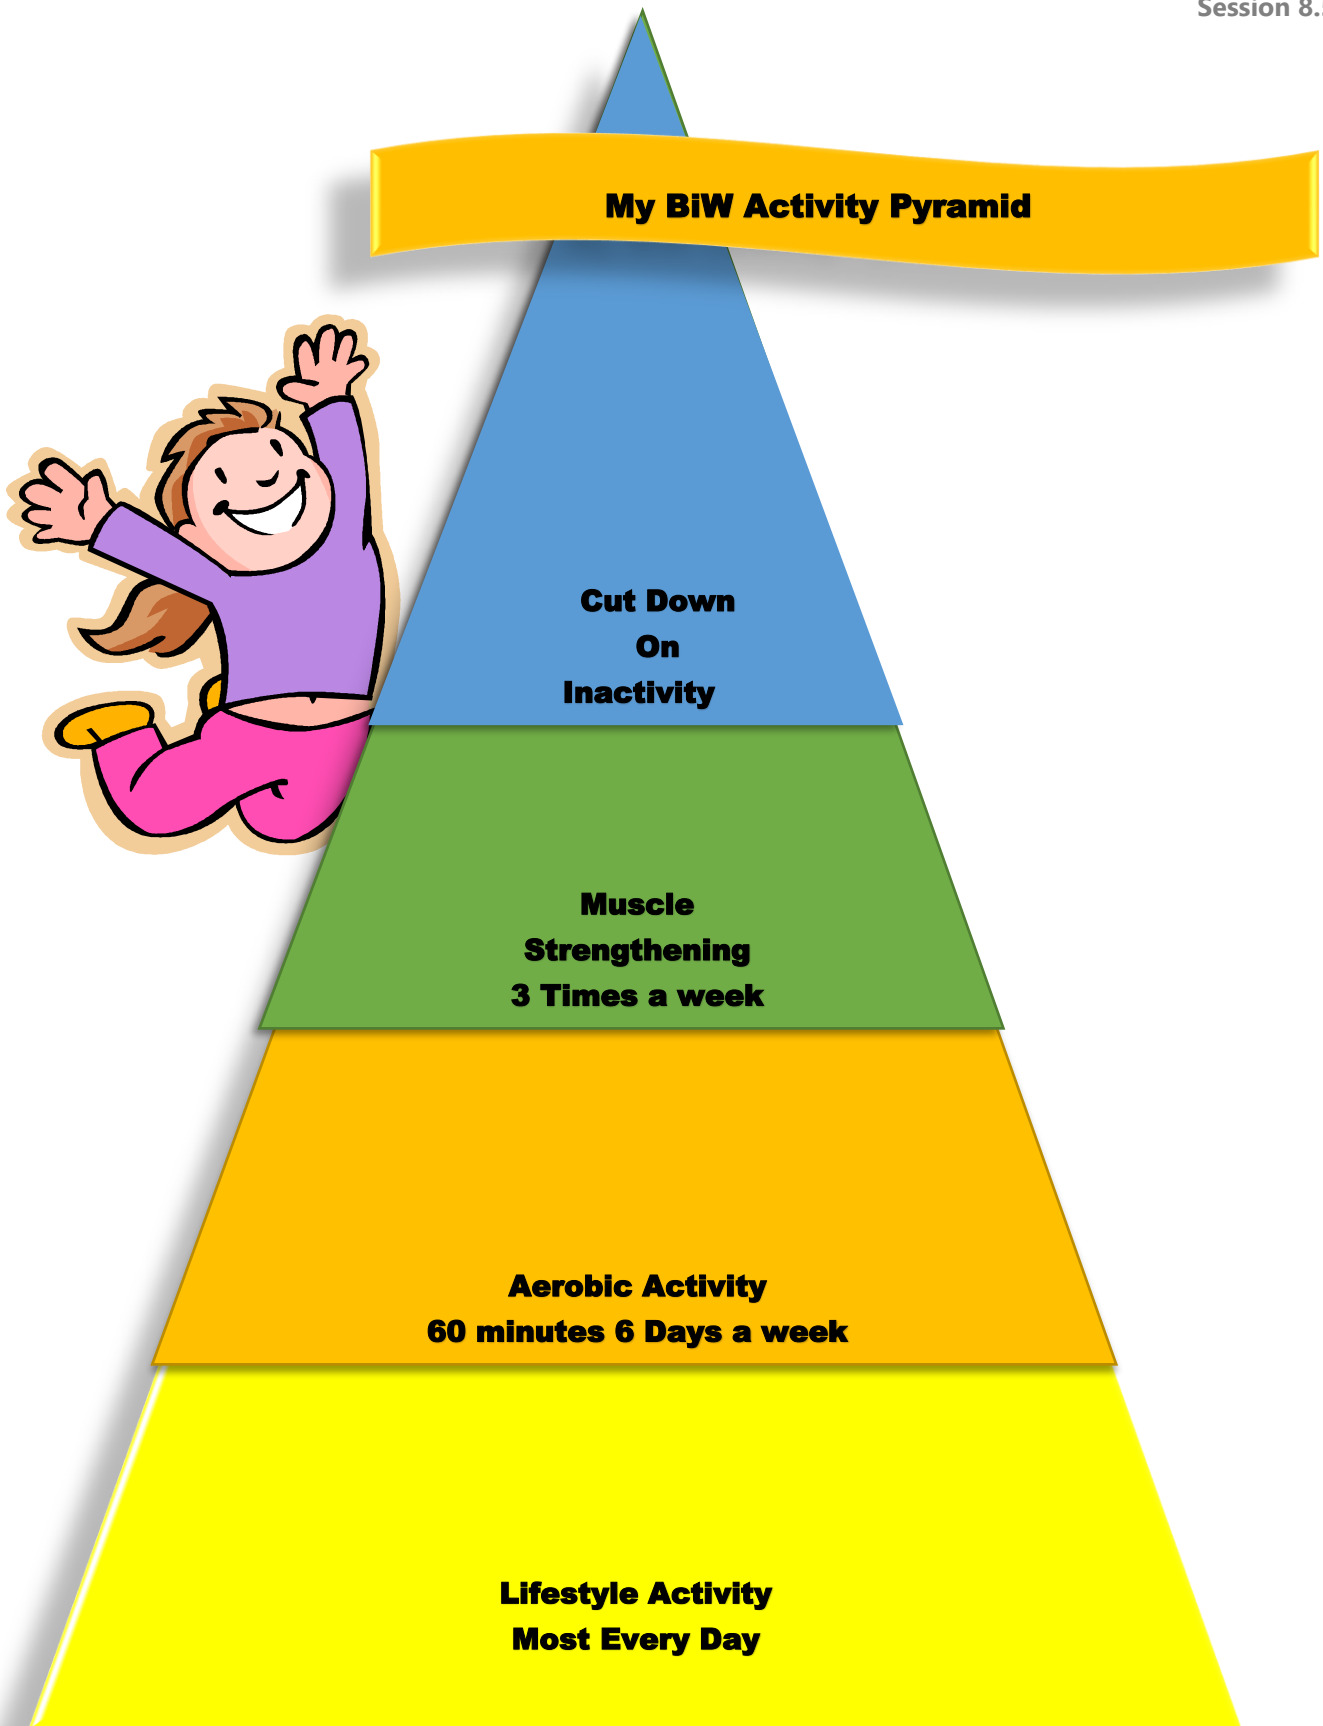 Session 8.
My BiW Activity Pyramid
Cut Down
On
Inactivity
Muscle
Strengthening
3 Times a week
Aerobic Activity
60 minutes 6 Days a week
Lifestyle Activity
Most Every Day